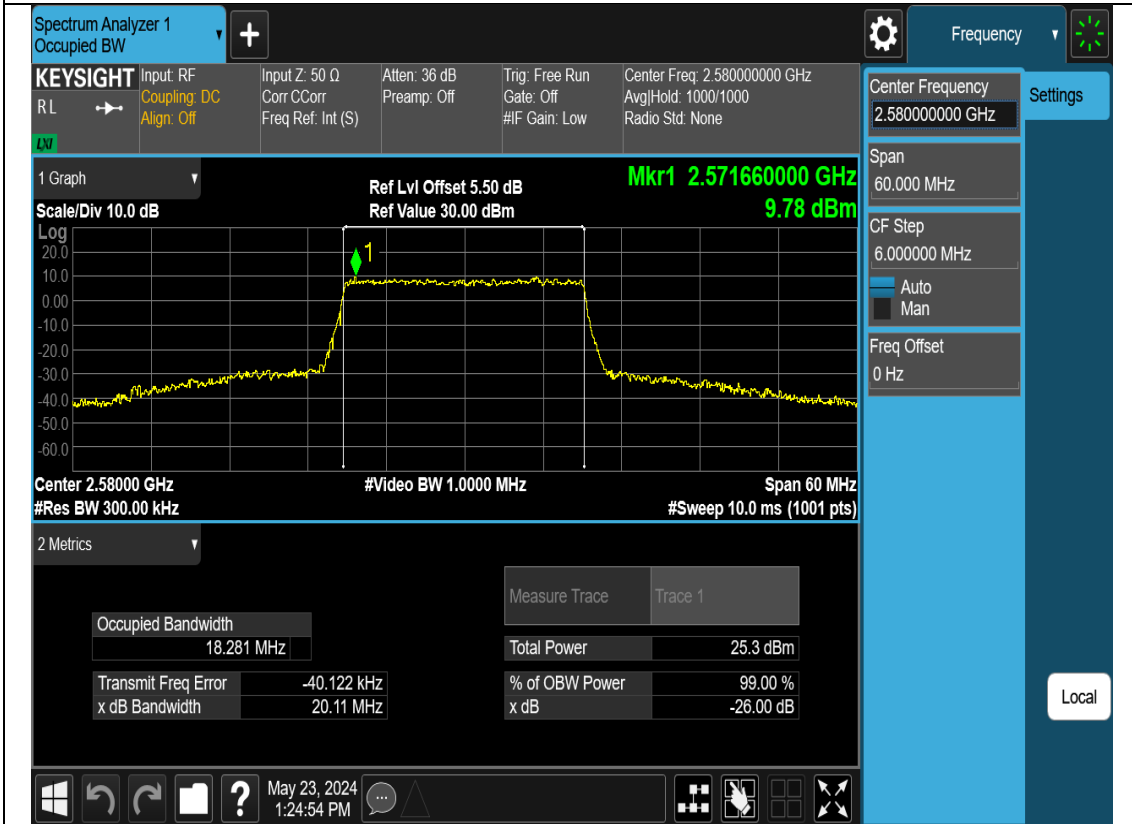 Spectrum Analyzer 1
Occupied BW
+
Frequency
KEYSIGHT Input: RF Input Z: 50 Ω Atten: 36 dB Trig: Free Run Center Freq: 2.580000000 GHz
RL Coupling: DC Corr CCorr Preamp: Off Gate: Off Avg|Hold: 1000/1000
Align: Off Freq Ref: Int (S) #IF Gain: Low Radio Std: None
LXI
1 Graph
Ref Lvl Offset 5.50 dB
Mkr1 2.571660000 GHz
Scale/Div 10.0 dB Ref Value 30.00 dBm 9.78 dBm
Log
20.0
10.0
0.00
-10.0
-20.0
-30.0
-40.0
-50.0
-60.0
1
Center 2.58000 GHz #Video BW 1.0000 MHz Span 60 MHz
#Res BW 300.00 kHz #Sweep 10.0 ms (1001 pts)
2 Metrics
Measure Trace Trace 1
Occupied Bandwidth
18.281 MHz
Total Power 25.3 dBm
Transmit Freq Error -40.122 kHz % of OBW Power 99.00 %
x dB Bandwidth 20.11 MHz x dB -26.00 dB
Center Frequency
2.580000000 GHz
Settings
Span
60.000 MHz
CF Step
6.000000 MHz
Auto
Man
Freq Offset
0 Hz
Local
?
May 23, 2024
1:24:54 PM